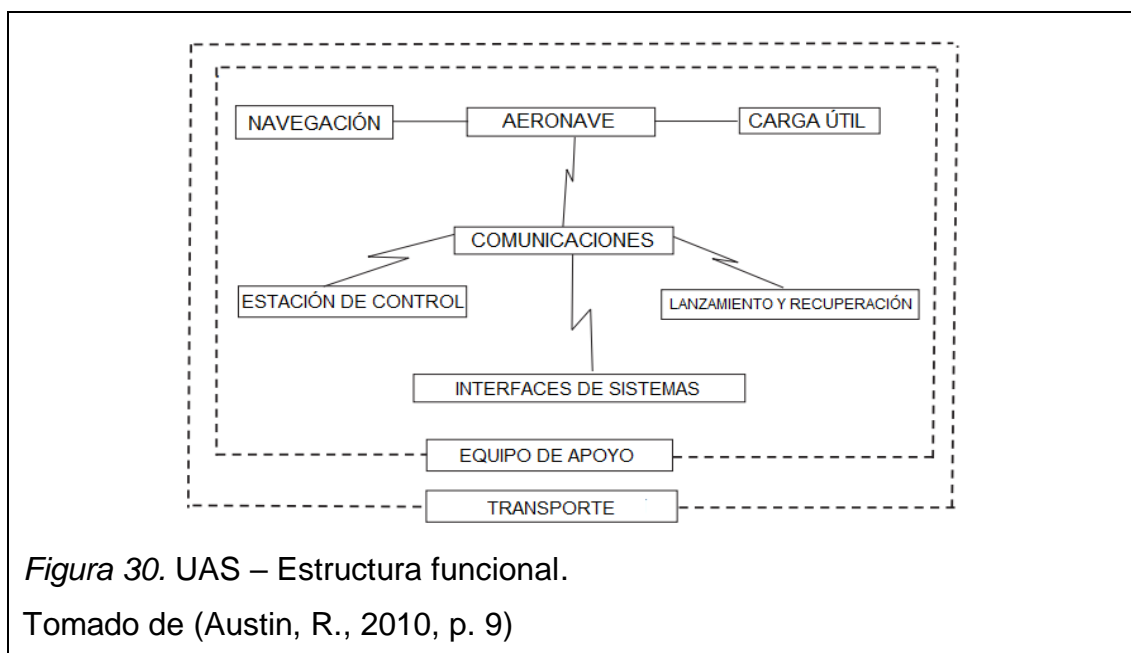 NAVEGACIÓN
AERONAVE
CARGA ÚTIL
COMUNICACIONES
ESTACIÓN DE CONTROL
LANZAMIENTO Y RECUPERACIÓN
INTERFACES DE SISTEMAS
EQUIPO DE APOYO
TRANSPORTE
Figura 30. UAS – Estructura funcional.
Tomado de (Austin, R., 2010, p. 9)